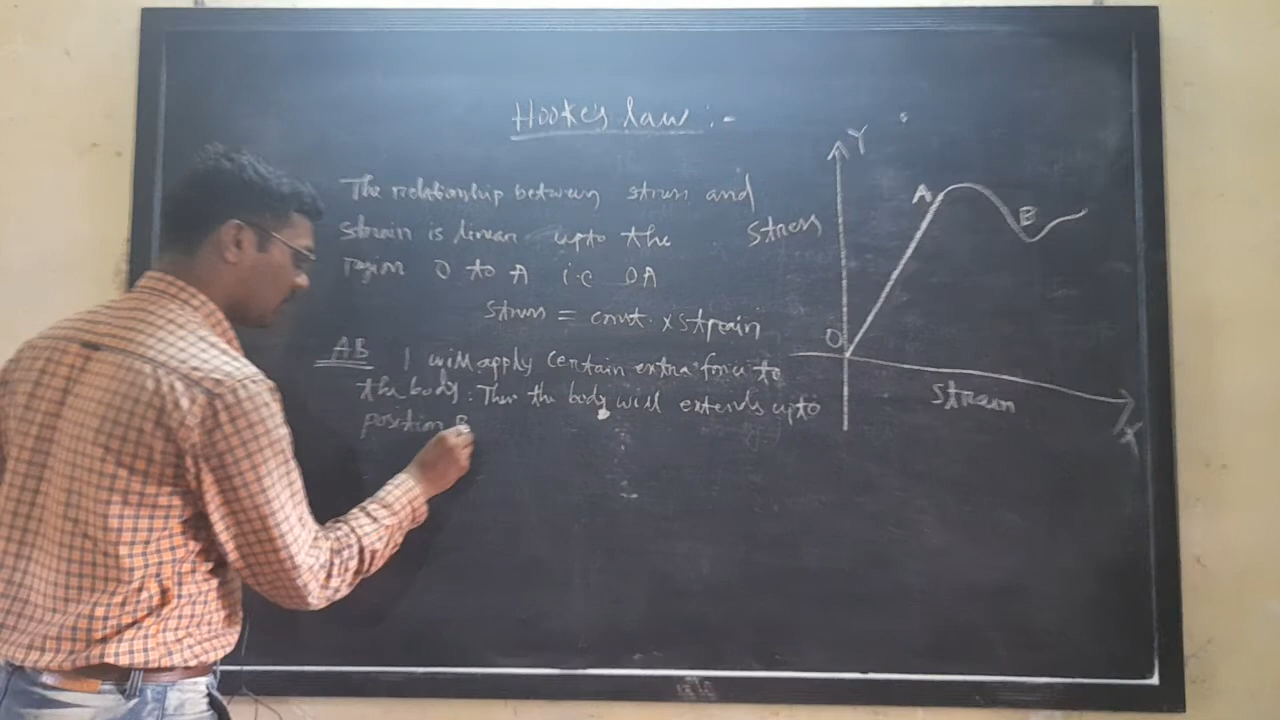 Hooke's law :-
The relationship between stress and
strain is linear upto the
region O to A i.e OA
Stress = const. x strain
AB I will apply certain extra force to
the body. Then the body will extends upto
position B
Y
Stress
A
B
O
Strain
X